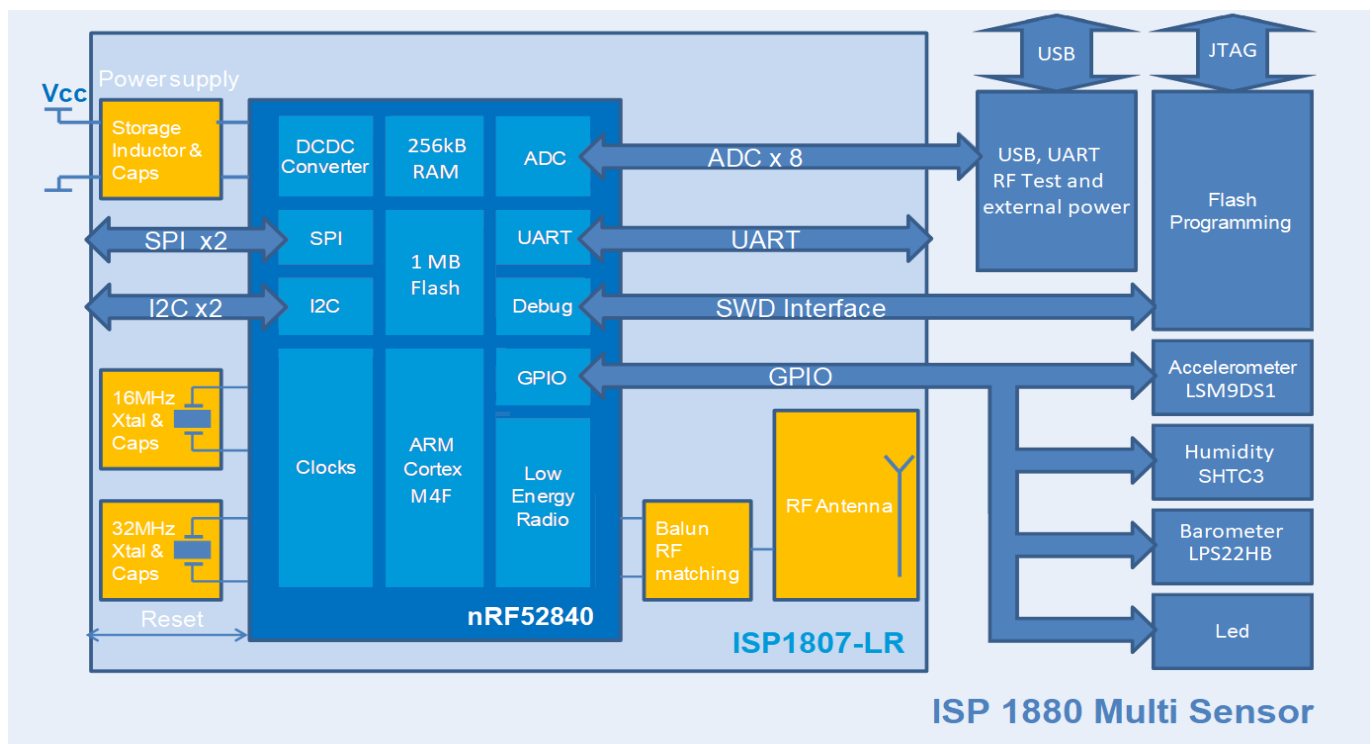 USB
JTAG
Power supply
Vcc
Storage
Inductor &
Caps
DCDC
Converter
256kB
RAM
ADC
ADC x 8
USB, UART
RF Test and
external power
Flash
Programming
SPI x2
SPI
1 MB
Flash
UART
UART
I2C x2
I2C
Debug
SWD Interface
GPIO
GPIO
Accelerometer
LSM9DS1
16MHz
Xtal &
Caps
Clocks
ARM
Cortex
M4F
Low
Energy
Radio
Humidity
SHTC3
RF Antenna
32MHz
Xtal &
Caps
Balun
RF
matching
Barometer
LPS22HB
Reset
nRF52840
ISP1807-LR
Led
ISP 1880 Multi Sensor